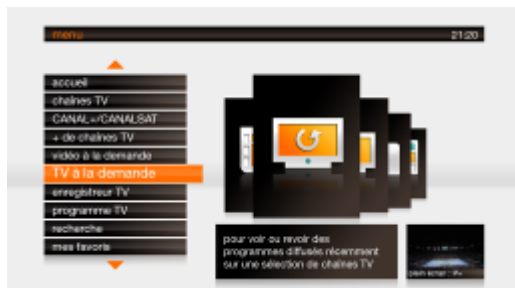 menu 21:20
accueil
chaînes TV
CANAL+/CANALSAT
+ de chaînes TV
vidéo à la demande
TV à la demande
enregistreur TV
programme TV
recherche
mes favoris
pour voir ou revoir des
programmes diffusés récemment
sur une sélection de chaînes TV
plein écran : P+